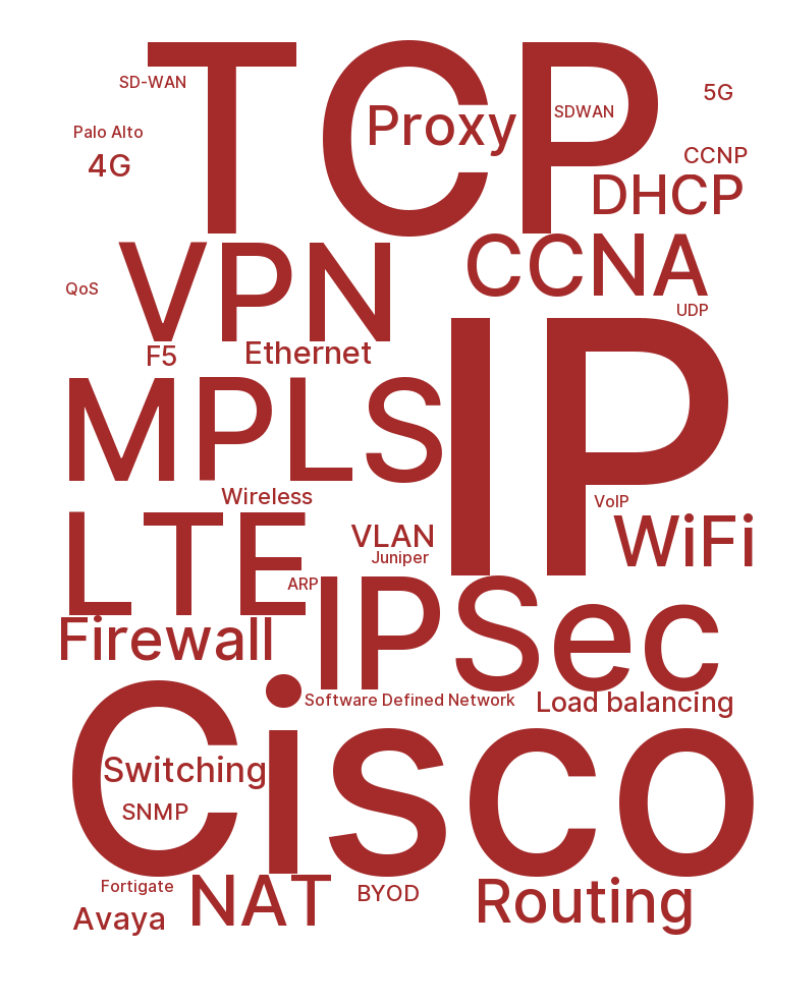 TCP
SD-WAN
Proxy
SDWAN
5G
Palo Alto
4G
CCNP
DHCP
VPN
CCNA
QoS
UDP
F5
Ethernet
IP
MPLS
Wireless
VoIP
WiFi
LTE
VLAN
Juniper
ARP
IPSec
Firewall
Software Defined Network
Load balancing
Cisco
Switching
SNMP
Fortigate
NAT
BYOD
Routing
Avaya